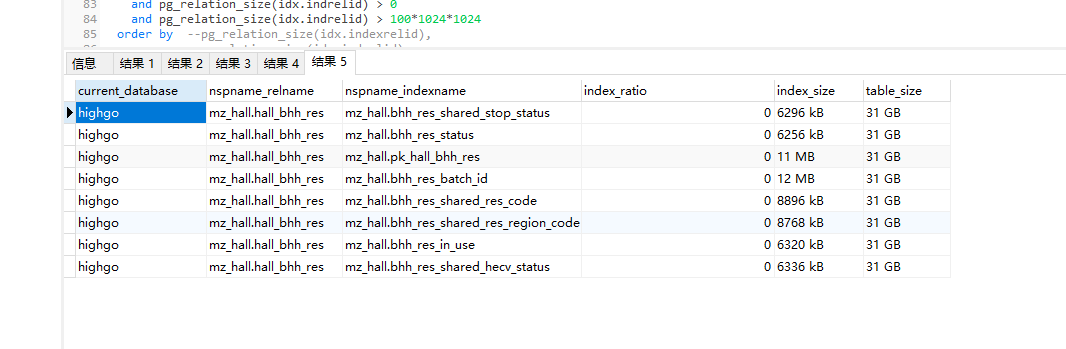 83 and pg_relation_size(idx.indrelid) > 0
84 and pg_relation_size(idx.indrelid) > 100*1024*1024
85 order by --pg_relation_size(idx.indexrelid),
信息 结果 1 结果 2 结果 3 结果 4 结果 5
current_database nspname_relname nspname_indexname index_ratio index_size table_size
highgo mz_hall.hall_bhh_res mz_hall.bhh_res_shared_stop_status 0 6296 kB 31 GB
highgo mz_hall.hall_bhh_res mz_hall.bhh_res_status 0 6256 kB 31 GB
highgo mz_hall.hall_bhh_res mz_hall.pk_hall_bhh_res 0 11 MB 31 GB
highgo mz_hall.hall_bhh_res mz_hall.bhh_res_batch_id 0 12 MB 31 GB
highgo mz_hall.hall_bhh_res mz_hall.bhh_res_shared_res_code 0 8896 kB 31 GB
highgo mz_hall.hall_bhh_res mz_hall.bhh_res_shared_res_region_code 0 8768 kB 31 GB
highgo mz_hall.hall_bhh_res mz_hall.bhh_res_in_use 0 6320 kB 31 GB
highgo mz_hall.hall_bhh_res mz_hall.bhh_res_shared_hecv_status 0 6336 kB 31 GB